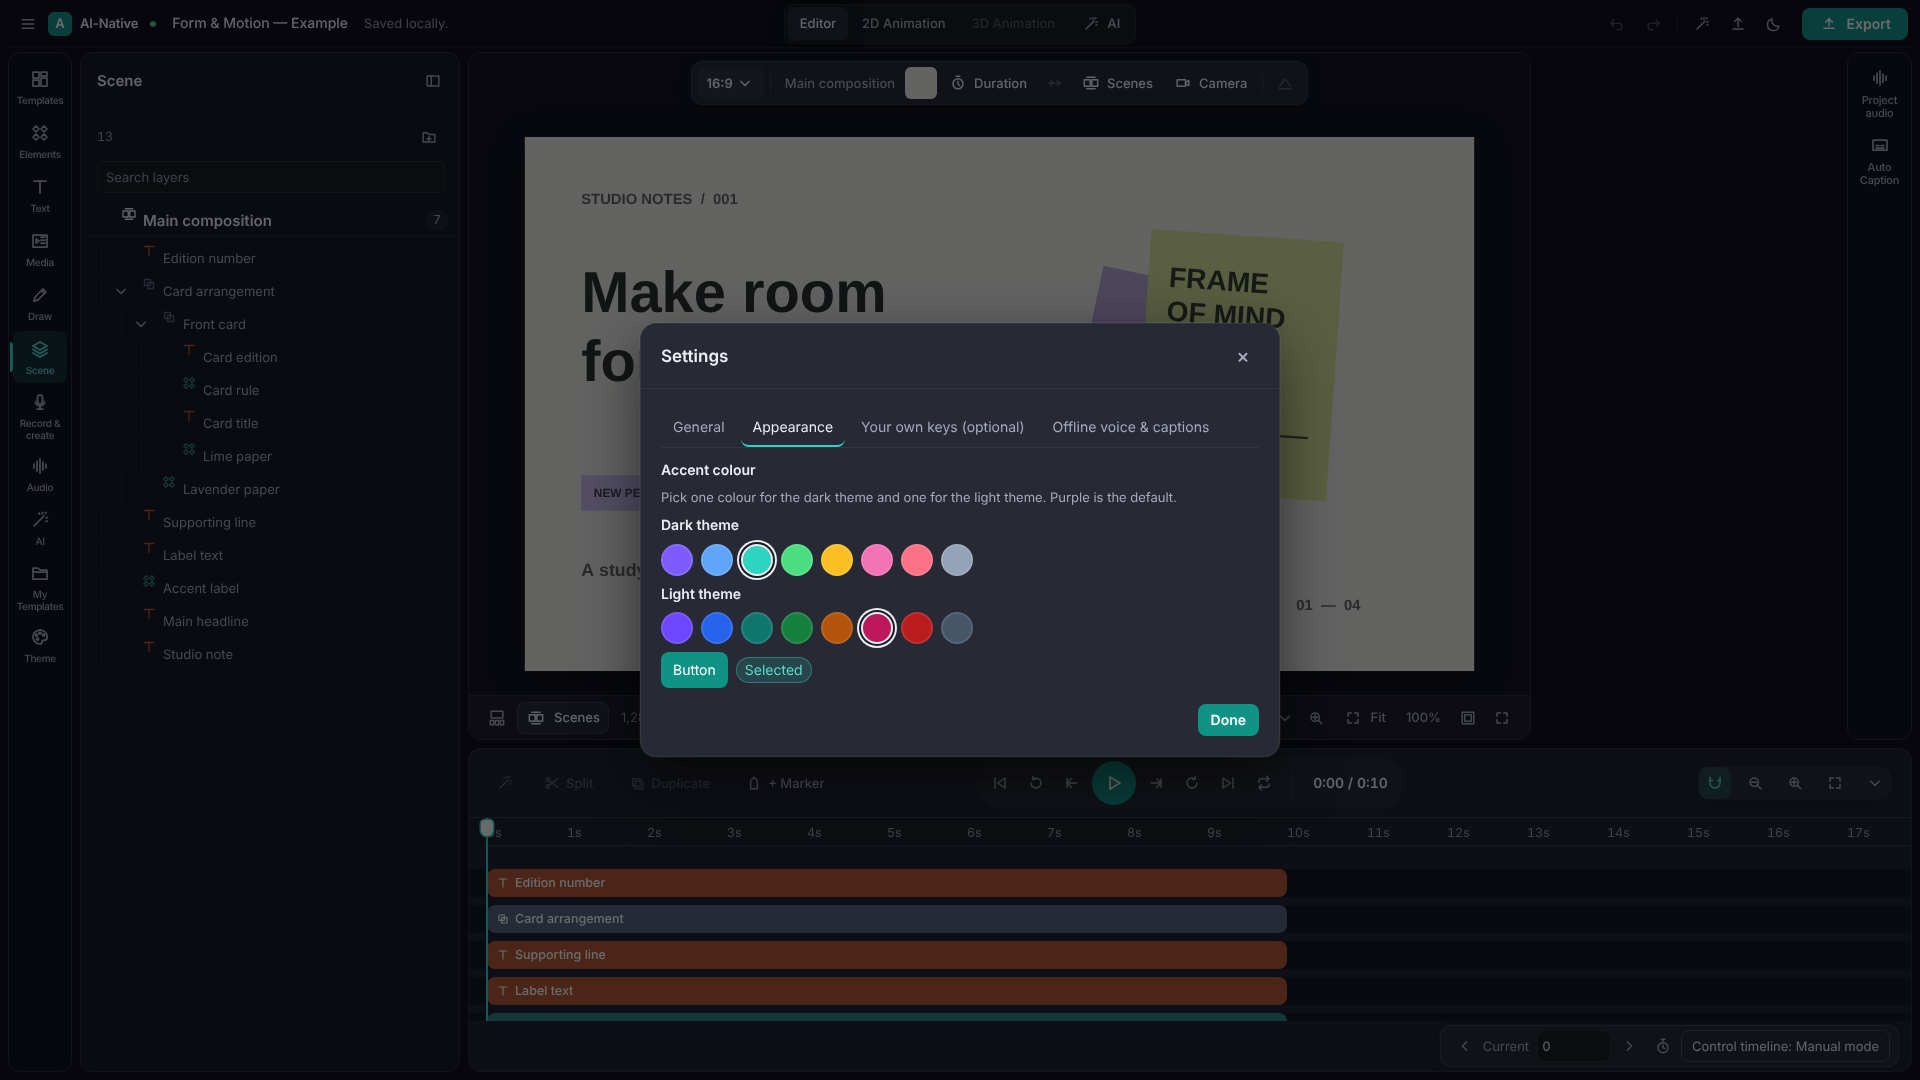 A AI-Native Form & Motion — Example Saved locally.
Editor 2D Animation 3D Animation AI
Export
Templates
Elements
Text
Media
Draw
Scene
Record &
create
Audio
AI
My
Templates
Theme
Scene
13
Search layers
Main composition 7
Edition number
Card arrangement
Front card
Card edition
Card rule
Card title
Lime paper
Lavender paper
Supporting line
Label text
Accent label
Main headline
Studio note
16:9 Main composition Duration Scenes Camera
STUDIO NOTES / 001
Make room
fo
FRAME
OF MIND
NEW PE
A study
01 — 04
Settings
General Appearance Your own keys (optional) Offline voice & captions
Accent colour
Pick one colour for the dark theme and one for the light theme. Purple is the default.
Dark theme
Light theme
Button Selected
Done
Scenes 1,28 Fit 100%
Project
audio
Auto
Caption
Split Duplicate + Marker 0:00 / 0:10
s 1s 2s 3s 4s 5s 6s 7s 8s 9s 10s 11s 12s 13s 14s 15s 16s 17s
Edition number
Card arrangement
Supporting line
Label text
Current 0 Control timeline: Manual mode